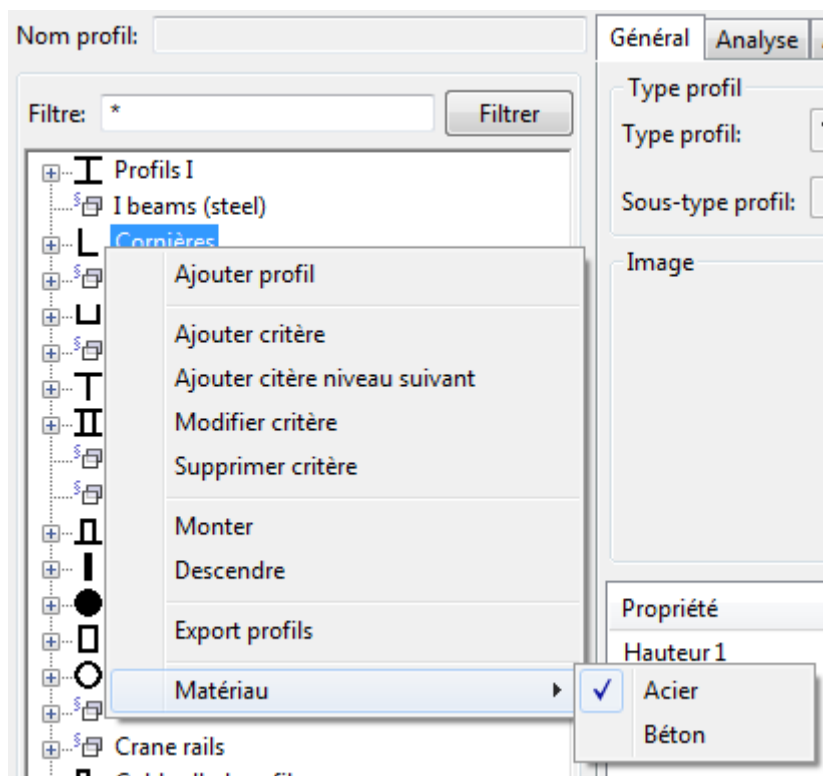 Nom profil:
Général
Analyse
Filtre:
*
Filtrer
Type profil
Type profil:
Sous-type profil:
Image
Profils I
I beams (steel)
Cornières
Ajouter profil
Ajouter critère
Ajouter citère niveau suivant
Modifier critère
Supprimer critère
Monter
Descendre
Export profils
Matériau
Acier
Béton
Propriété
Hauteur 1
Crane rails